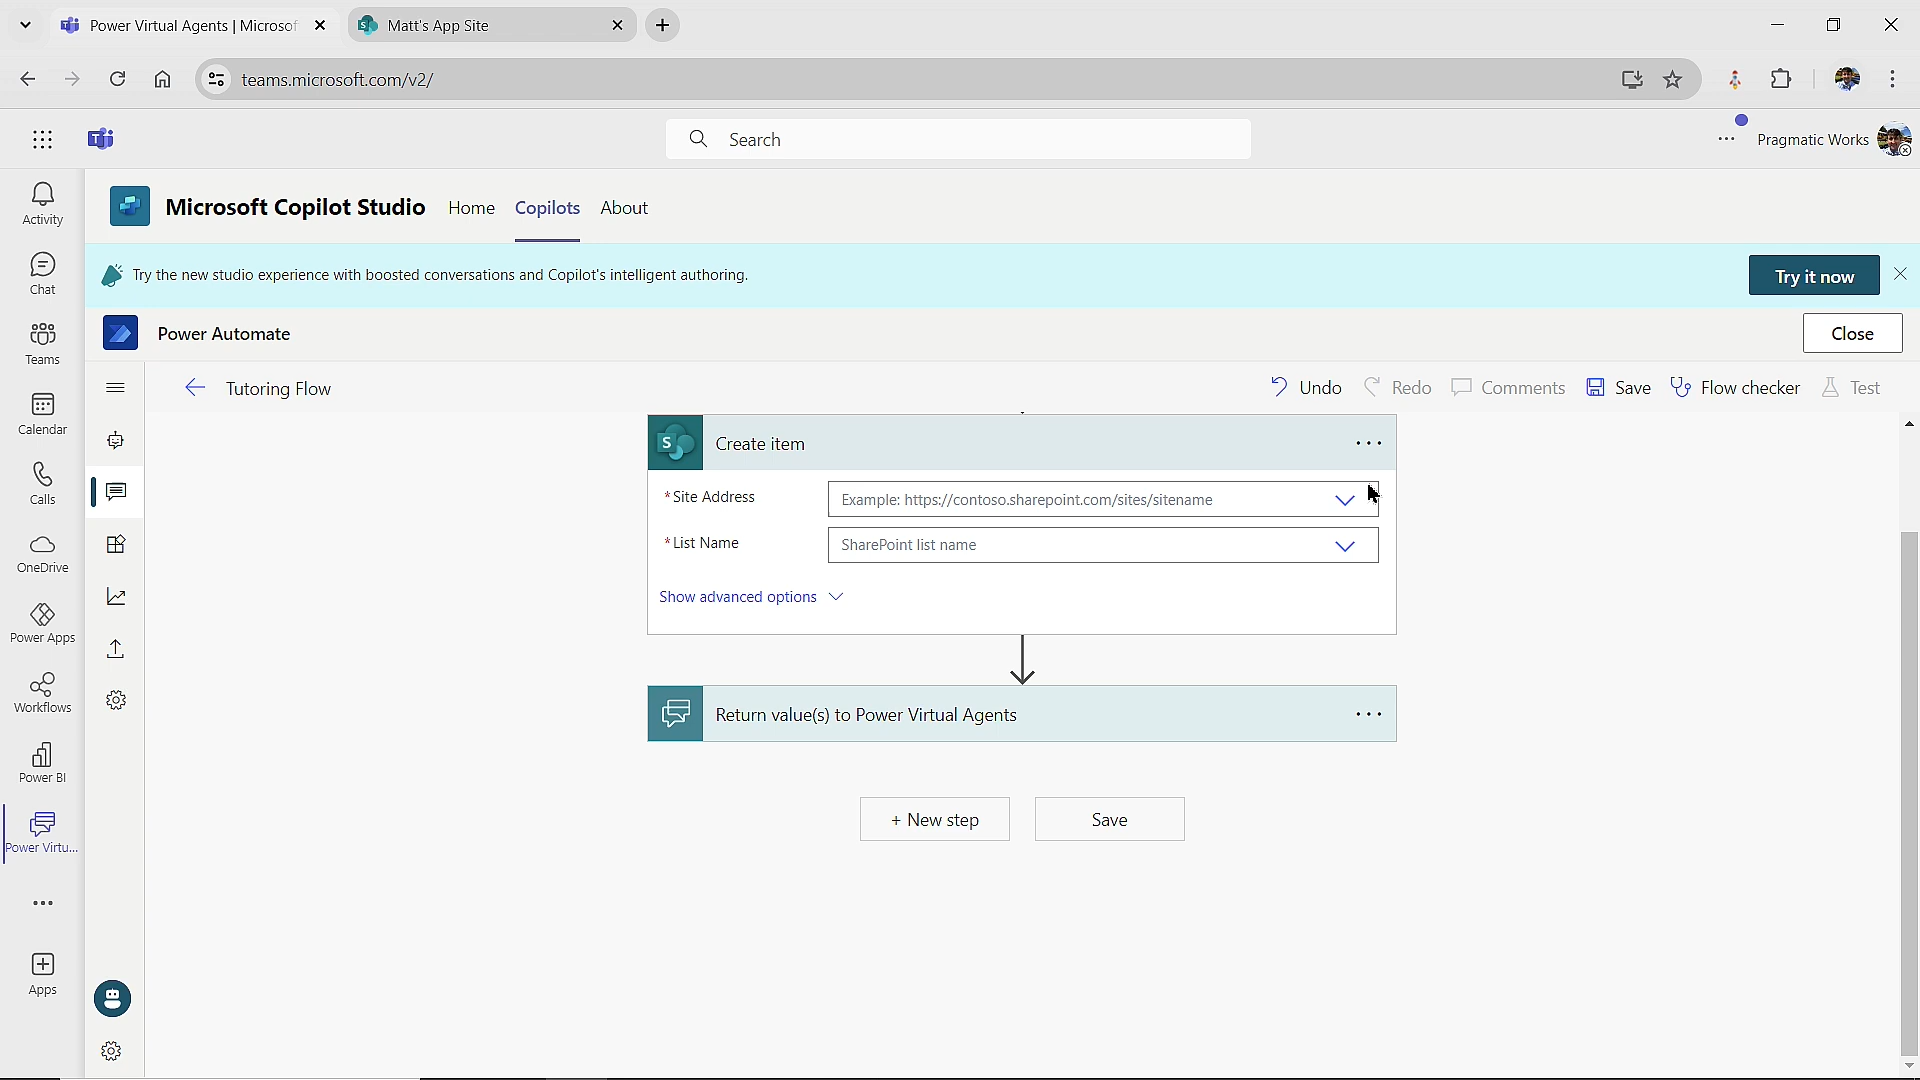 Power Virtual Agents | Microsof
Matt's App Site
teams.microsoft.com/v2/
Search
Pragmatic Works
Activity
Chat
Teams
Calendar
Calls
OneDrive
Power Apps
Workflows
Power BI
Power Virtu...
Apps
Microsoft Copilot Studio Home Copilots About
Try the new studio experience with boosted conversations and Copilot's intelligent authoring.
Try it now
Power Automate
Close
Tutoring Flow
Undo Redo Comments Save Flow checker Test
S
Create item
* Site Address
Example: https://contoso.sharepoint.com/sites/sitename
* List Name
SharePoint list name
Show advanced options
Return value(s) to Power Virtual Agents
+ New step
Save